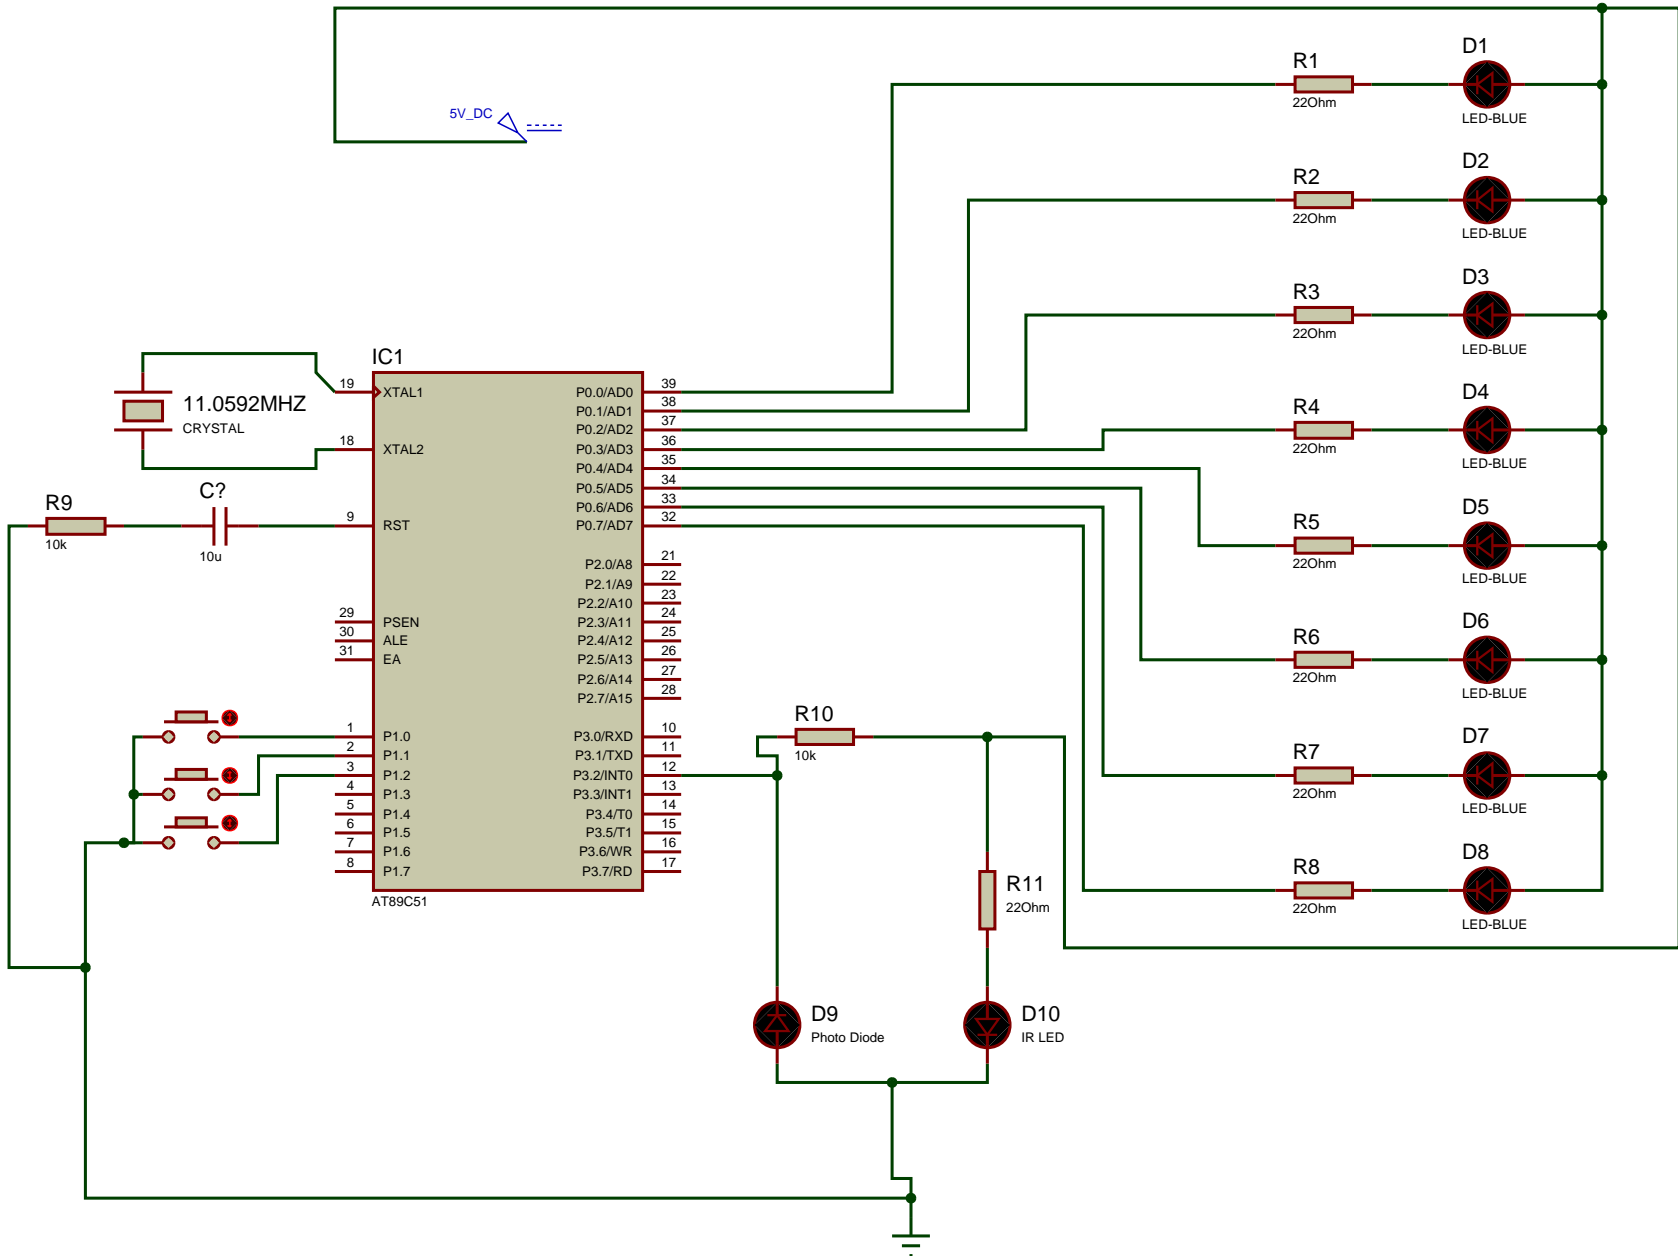 5V_DC
R1
22Ohm
D1
LED-BLUE
R2
22Ohm
D2
LED-BLUE
R3
22Ohm
D3
LED-BLUE
R4
22Ohm
D4
LED-BLUE
R5
22Ohm
D5
LED-BLUE
R6
22Ohm
D6
LED-BLUE
R7
22Ohm
D7
LED-BLUE
R8
22Ohm
D8
LED-BLUE
11.0592MHZ
CRYSTAL
R9
10k
C?
10u
IC1
19 XTAL1
18 XTAL2
9 RST
29 PSEN
30 ALE
31 EA
1 P1.0
2 P1.1
3 P1.2
4 P1.3
5 P1.4
6 P1.5
7 P1.6
8 P1.7
P0.0/AD0 39
P0.1/AD1 38
P0.2/AD2 37
P0.3/AD3 36
P0.4/AD4 35
P0.5/AD5 34
P0.6/AD6 33
P0.7/AD7 32
P2.0/A8 21
P2.1/A9 22
P2.2/A10 23
P2.3/A11 24
P2.4/A12 25
P2.5/A13 26
P2.6/A14 27
P2.7/A15 28
P3.0/RXD 10
P3.1/TXD 11
P3.2/INT0 12
P3.3/INT1 13
P3.4/T0 14
P3.5/T1 15
P3.6/WR 16
P3.7/RD 17
AT89C51
R10
10k
R11
22Ohm
D9
Photo Diode
D10
IR LED